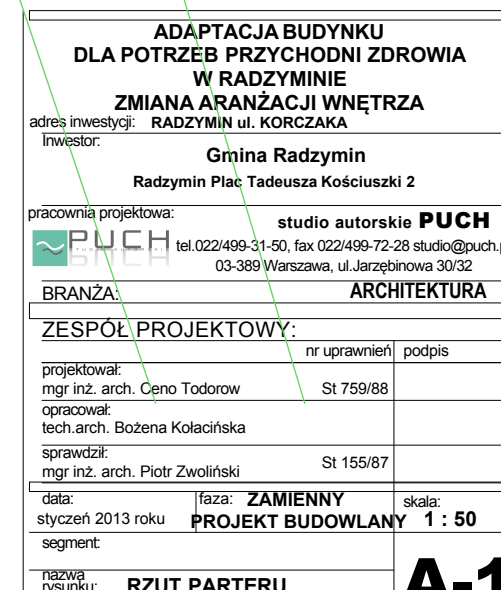 ADAPTACJA BUDYNKU
DLA POTRZEB PRZYCHODNI ZDROWIA
W RADZYMINIE
ZMIANA ARANŻACJI WNĘTRZA
adres inwestycji: RADZYMIN ul. KORCZAKA
Inwestor:
Gmina Radzymin
Radzymin Plac Tadeusza Kościuszki 2
pracownia projektowa:
studio autorskie PUCH
PUCH
tel.022/499-31-50, fax 022/499-72-28 studio@puch.p
03-389 Warszawa, ul.Jarzębinowa 30/32
BRANŻA: ARCHITEKTURA
ZESPÓŁ PROJEKTOWY:
nr uprawnień podpis
projektował:
mgr inż. arch. Ceno Todorow St 759/88
opracował:
tech.arch. Bożena Kołacińska
sprawdził:
mgr inż. arch. Piotr Zwoliński St 155/87
data: faza: ZAMIENNY skala:
styczeń 2013 roku PROJEKT BUDOWLANY 1 : 50
segment:
nazwa
rysunku: RZUT PARTERU
A-1